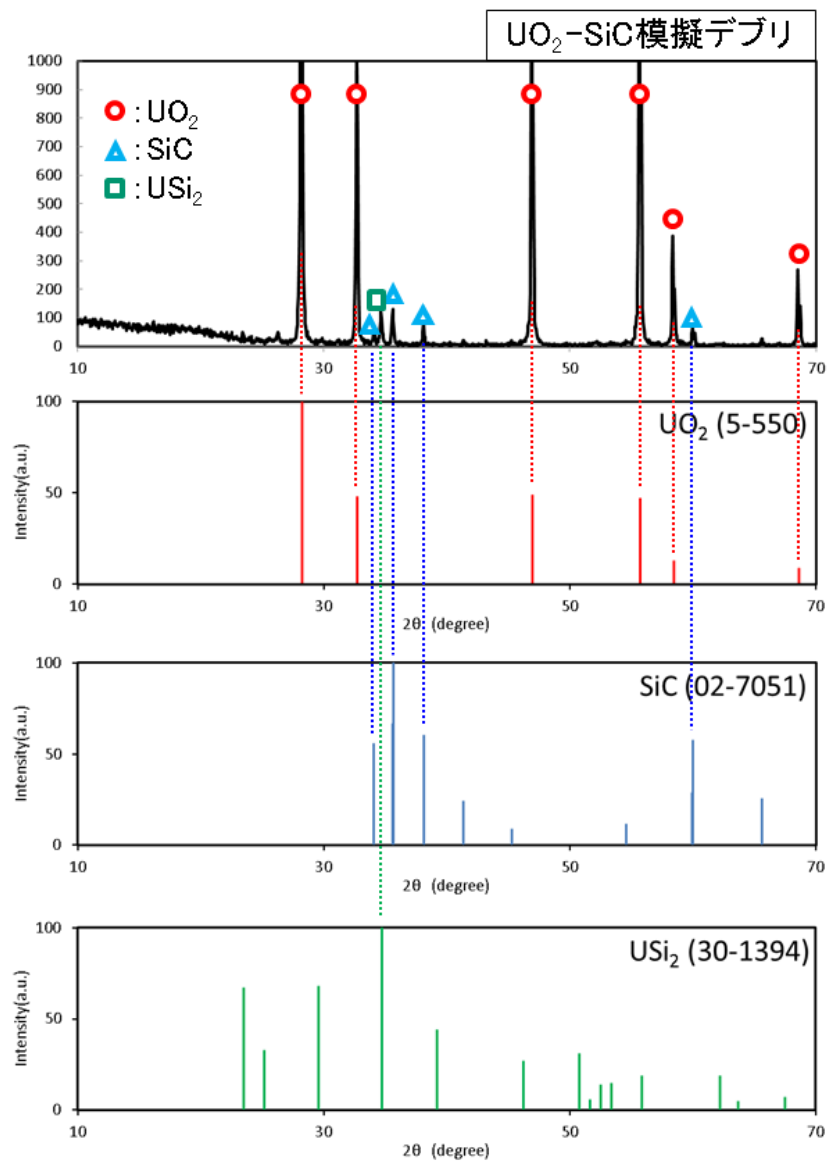 UO₂-SiC模擬デブリ
1000
900
800
700
600
500
400
300
200
100
0
: UO₂
: SiC
: USi₂
10 30 50 70
UO₂ (5-550)
100
50
0
Intensity(a.u.)
10 30 50 70
2θ (degree)
SiC (02-7051)
100
50
0
Intensity(a.u.)
10 30 50 70
2θ (degree)
USi₂ (30-1394)
100
50
0
Intensity(a.u.)
10 30 50 70
2θ (degree)